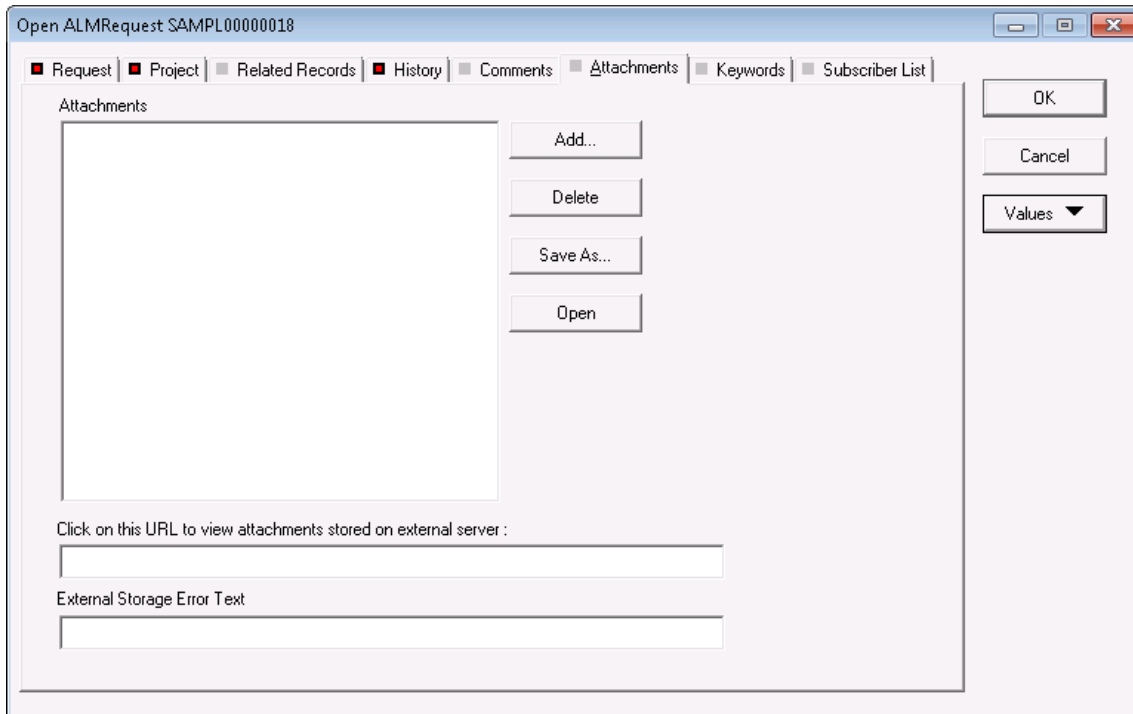 Open ALMRequest SAMPL00000018
Request Project Related Records History Comments Attachments Keywords Subscriber List
Attachments
Add...
Delete
Save As...
Open
OK
Cancel
Values
Click on this URL to view attachments stored on external server :
External Storage Error Text